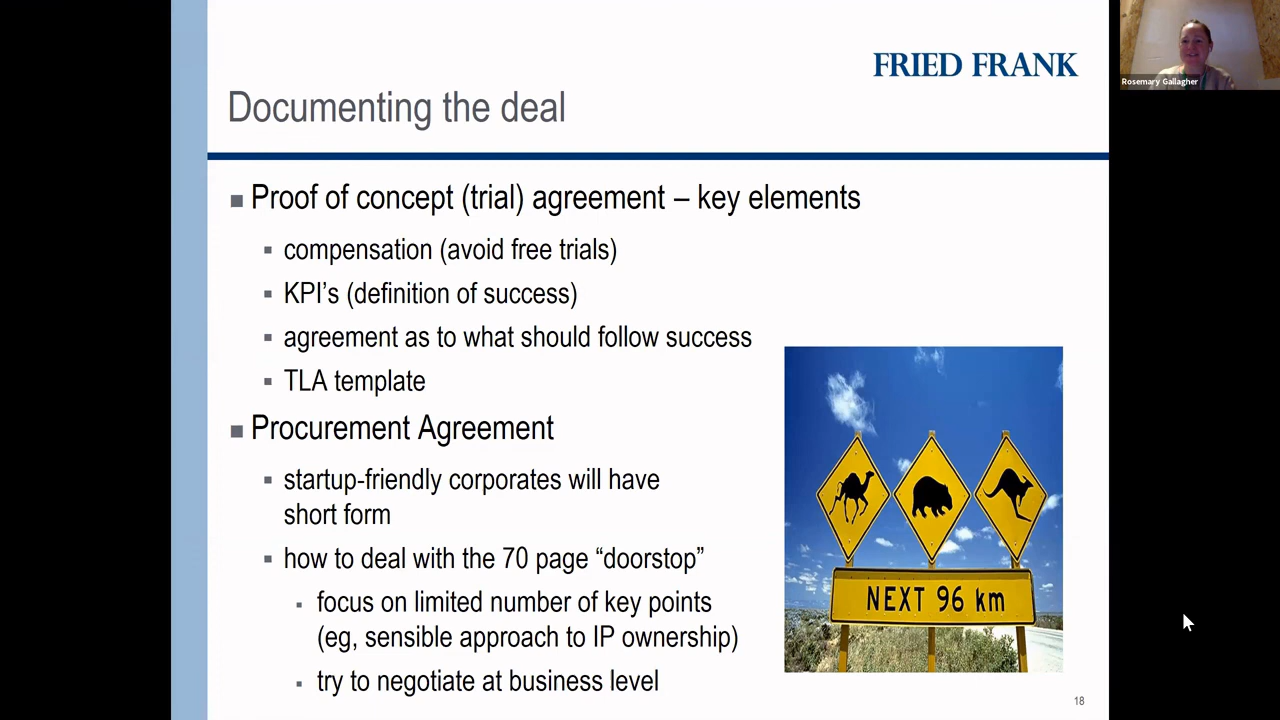 FRIED FRANK
Rosemary Gallagher
Documenting the deal
Proof of concept (trial) agreement – key elements
compensation (avoid free trials)
KPI's (definition of success)
agreement as to what should follow success
TLA template
Procurement Agreement
startup-friendly corporates will have
short form
how to deal with the 70 page “doorstop”
focus on limited number of key points
(eg, sensible approach to IP ownership)
try to negotiate at business level
NEXT 96 km
18